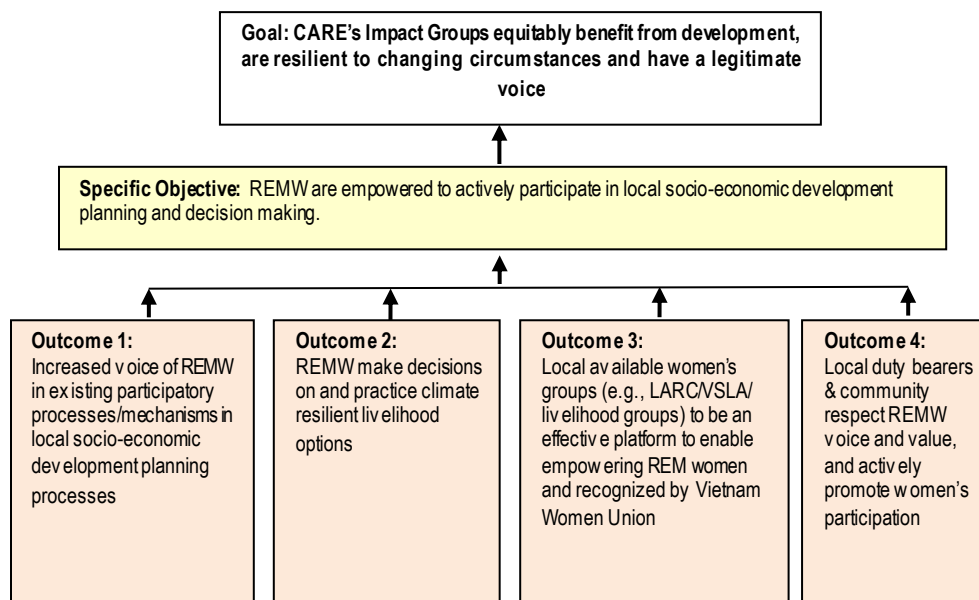 Goal: CARE's Impact Groups equitably benefit from development,
are resilient to changing circumstances and have a legitimate
voice
Specific Objective: REMW are empowered to actively participate in local socio-economic development
planning and decision making.
Outcome 1:
Increased voice of REMW
in existing participatory
processes/mechanisms in
local socio-economic
development planning
processes
Outcome 2:
REMW make decisions
on and practice climate
resilient livelihood
options
Outcome 3:
Local available women's
groups (e.g., LARC/VSLA/
livelihood groups) to be an
effective platform to enable
empowering REM women
and recognized by Vietnam
Women Union
Outcome 4:
Local duty bearers
& community
respect REMW
voice and value,
and actively
promote women's
participation